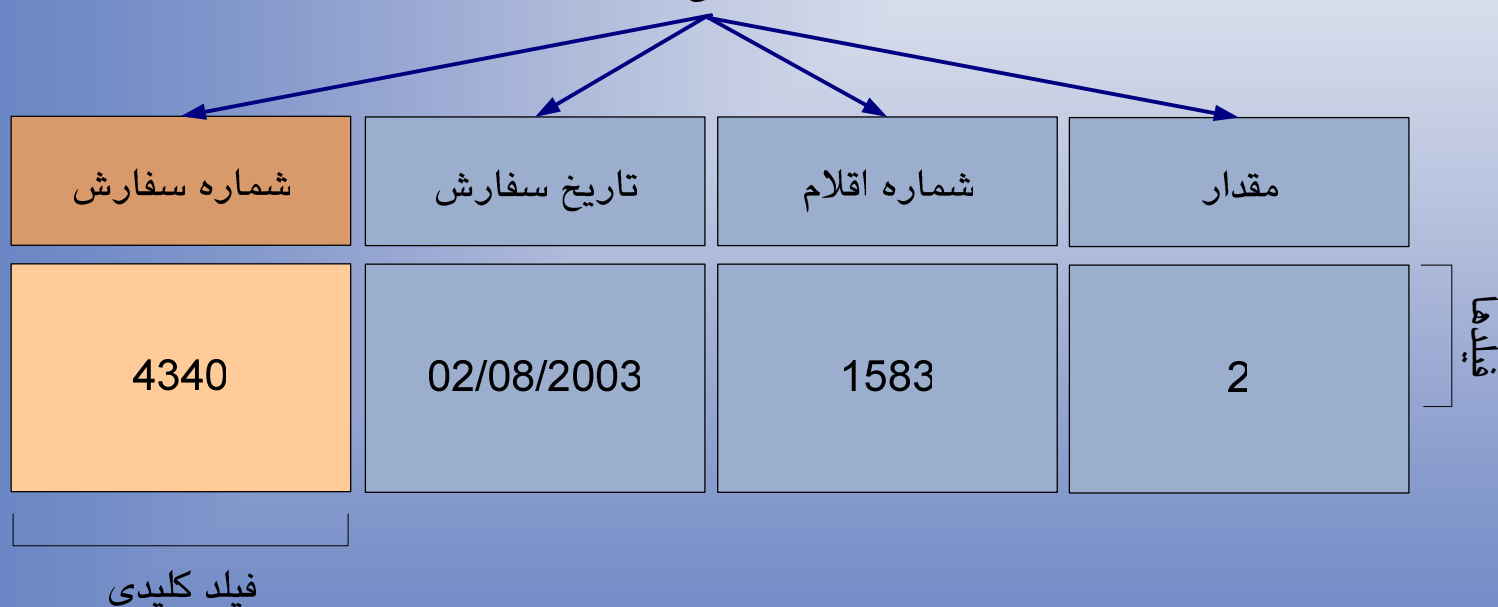 شماره سفارش
تاریخ سفارش
شماره اقلام
مقدار
4340
02/08/2003
1583
2
فیلدها
فیلد کلیدی